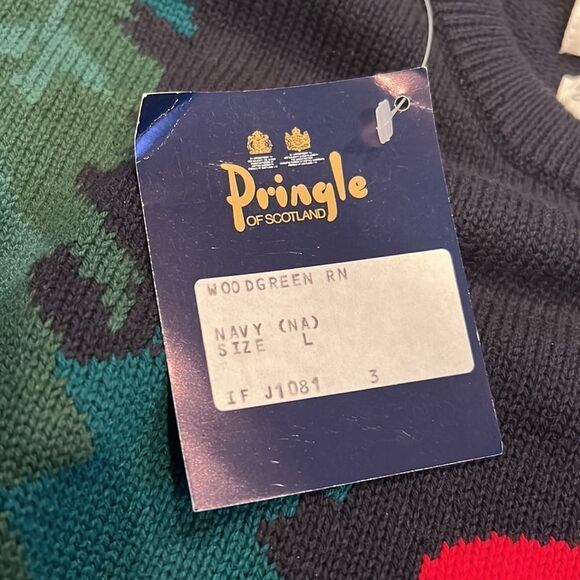 Pringle
OF SCOTLAND
WOODGREEN RN
NAVY (NA)
SIZE L
IF J1081 3